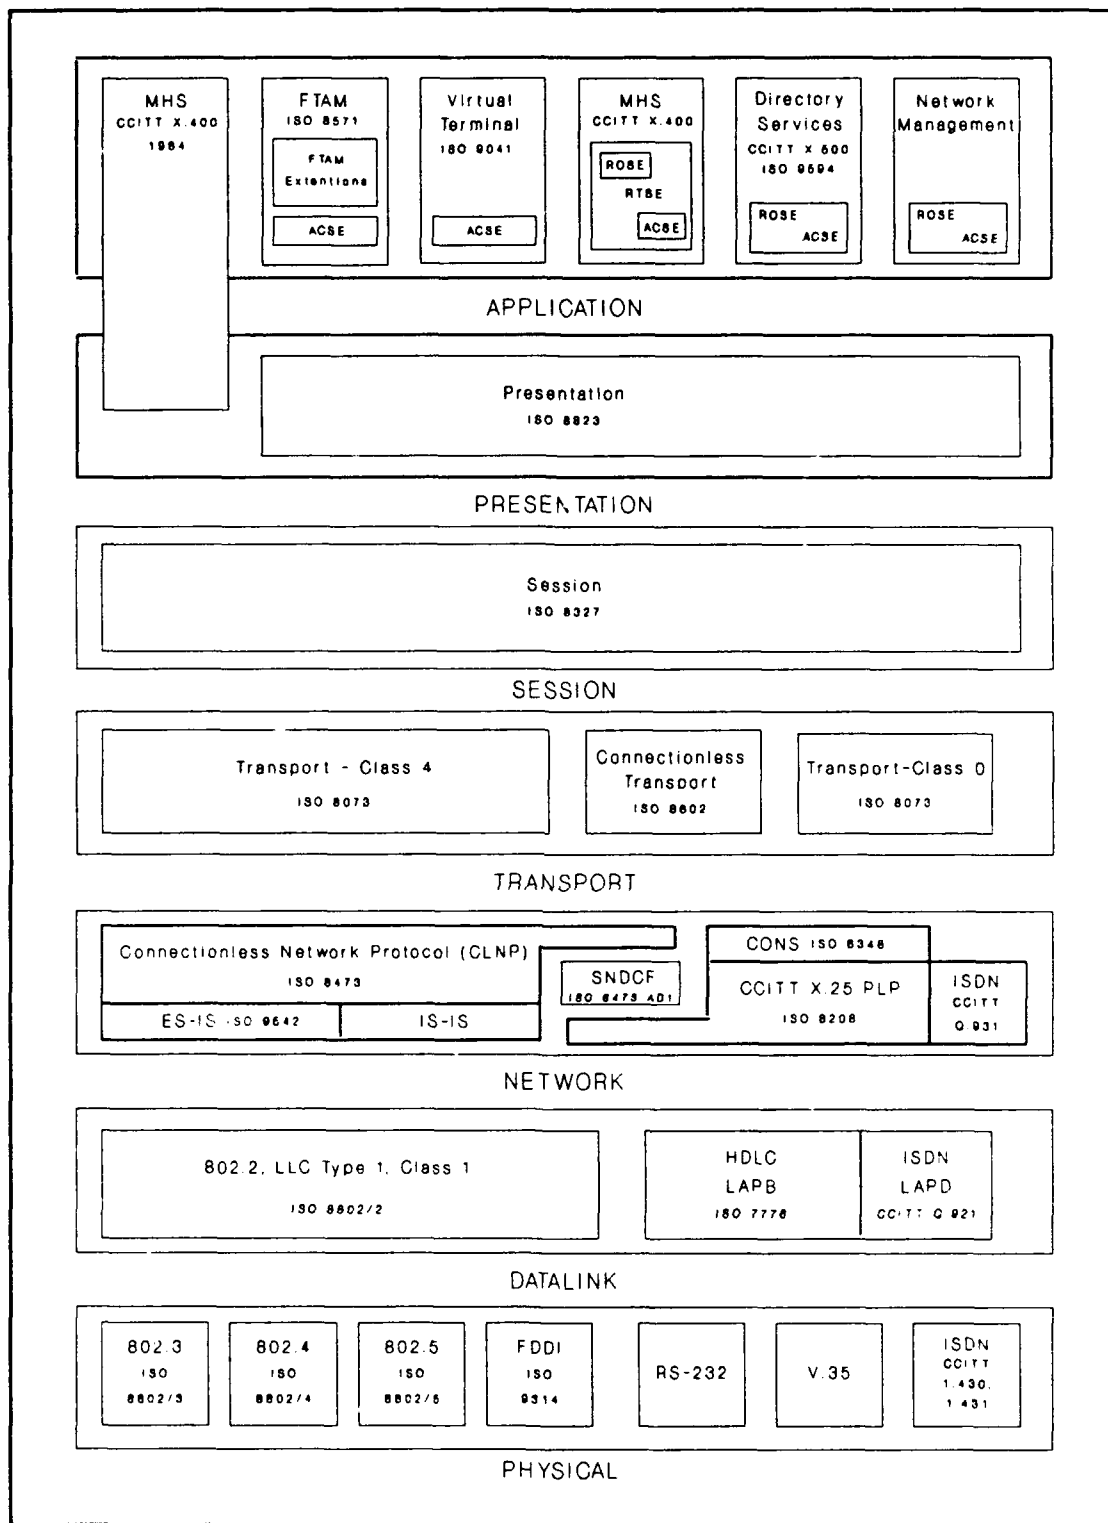 MHS
CCITT X.400
1984
FTAM
ISO 8571
FTAM
Extentions
ACSE
Virtual
Terminal
ISO 9041
ACSE
MHS
CCITT X.400
ROSE
RTSE
ACSE
Directory
Services
CCITT X 500
ISO 9594
ROSE
ACSE
Network
Management
ROSE
ACSE
APPLICATION
Presentation
ISO 8823
PRESENTATION
Session
ISO 8327
SESSION
Transport - Class 4
ISO 8073
Connectionless
Transport
ISO 8602
Transport-Class 0
ISO 8073
TRANSPORT
Connectionless Network Protocol (CLNP)
ISO 8473
ES-IS ISO 9542
IS-IS
SNDCF
ISO 8473 AD1
CONS ISO 8348
CCITT X.25 PLP
ISO 8208
ISDN
CCITT
Q.931
NETWORK
802.2, LLC Type 1, Class 1
ISO 8802/2
HDLC
LAPB
ISO 7776
ISDN
LAPD
CCITT Q 921
DATALINK
802.3
ISO
8802/3
802.4
ISO
8802/4
802.5
ISO
8802/5
FDDI
ISO
9314
RS-232
V.35
ISDN
CCITT
1.430,
1 431
PHYSICAL